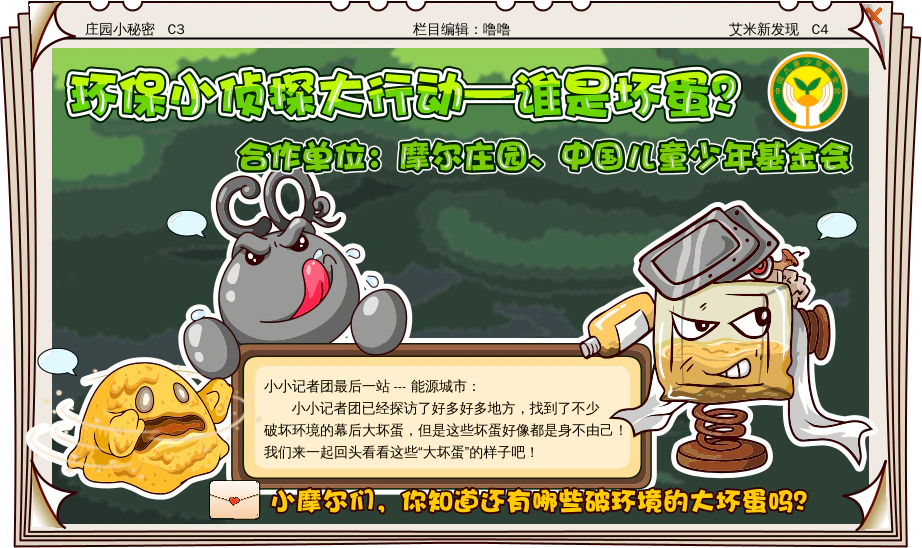 庄园小秘密 C3
栏目编辑：噜噜
艾米新发现 C4
环保小侦探大行动—谁是坏蛋？
合作单位：摩尔庄园、中国儿童少年基金会
小小记者团最后一站 --- 能源城市：
小小记者团已经探访了好多好多地方，找到了不少
破坏环境的幕后大坏蛋，但是这些坏蛋好像都是身不由己！
我们来一起回头看看这些“大坏蛋”的样子吧！
小摩尔们，你知道还有哪些破环境的大坏蛋吗？